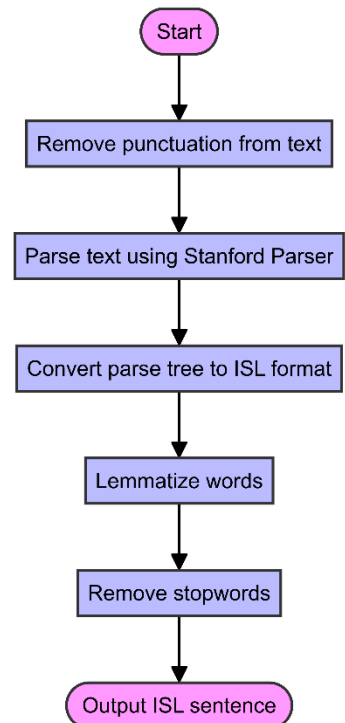 Start
Remove punctuation from text
Parse text using Stanford Parser
Convert parse tree to ISL format
Lemmatize words
Remove stopwords
Output ISL sentence